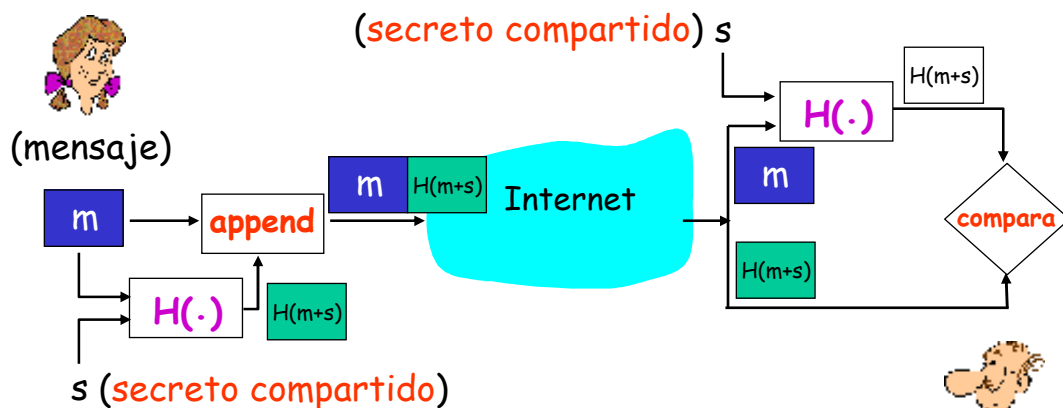 (secreto compartido) s
H(m+s)
H(.)
(mensaje)
m
H(m+s)
Internet
m
m
append
compara
H(m+s)
H(.)
H(m+s)
s (secreto compartido)